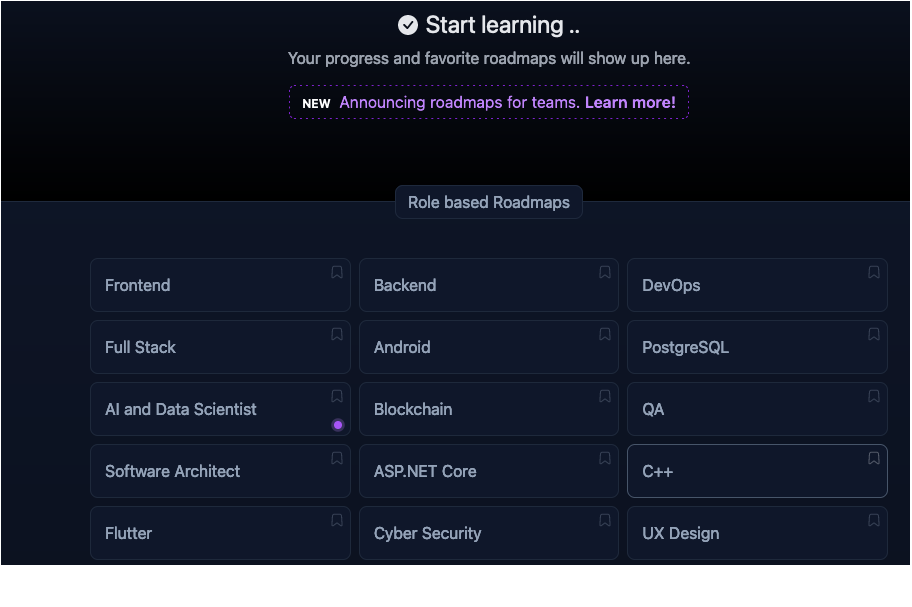 Start learning ..
Your progress and favorite roadmaps will show up here.
NEW Announcing roadmaps for teams. Learn more!
Role based Roadmaps
Frontend
Backend
DevOps
Full Stack
Android
PostgreSQL
AI and Data Scientist
Blockchain
QA
Software Architect
ASP.NET Core
C++
Flutter
Cyber Security
UX Design